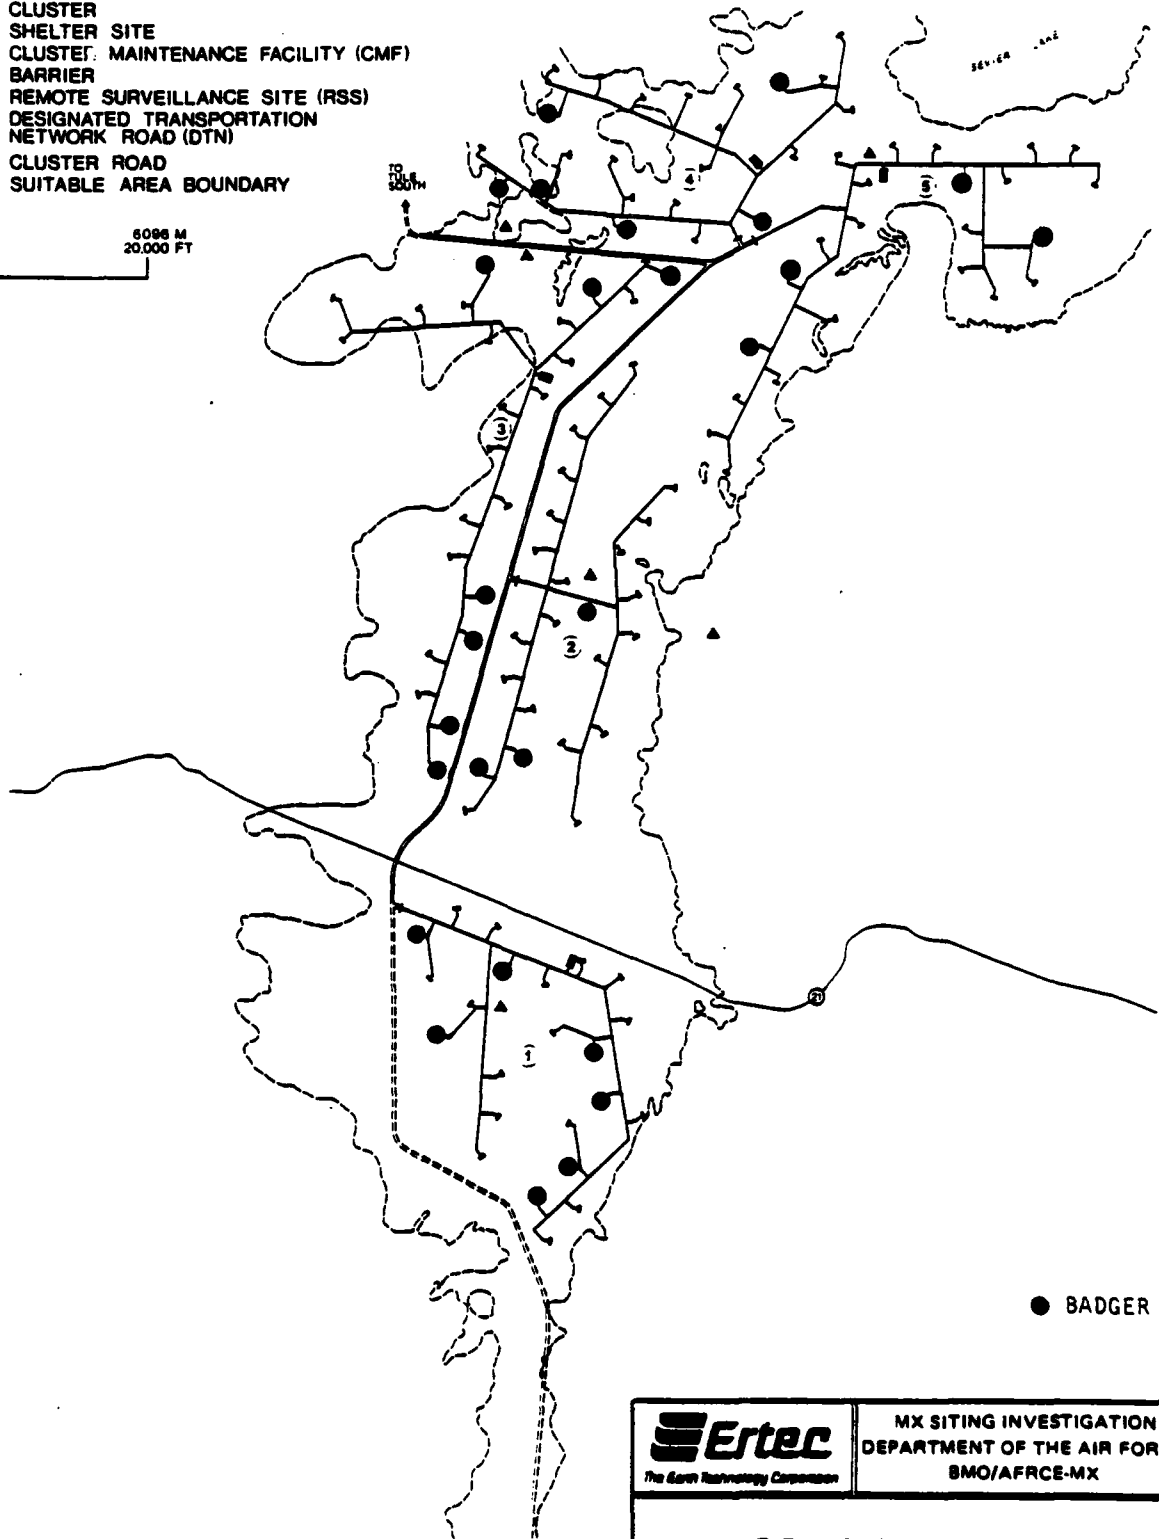 CLUSTER
SHELTER SITE
CLUSTER MAINTENANCE FACILITY (CMF)
BARRIER
REMOTE SURVEILLANCE SITE (RSS)
DESIGNATED TRANSPORTATION
NETWORK ROAD (DTN)
CLUSTER ROAD
SUITABLE AREA BOUNDARY
6096 M
20,000 FT
TO
TULE
SOUTH
SEVIER LAKE
4
5
3
2
21
1
BADGER
Ertec
The Earth Technology Corporation
MX SITING INVESTIGATION
DEPARTMENT OF THE AIR FOR
BMO/AFRCE-MX